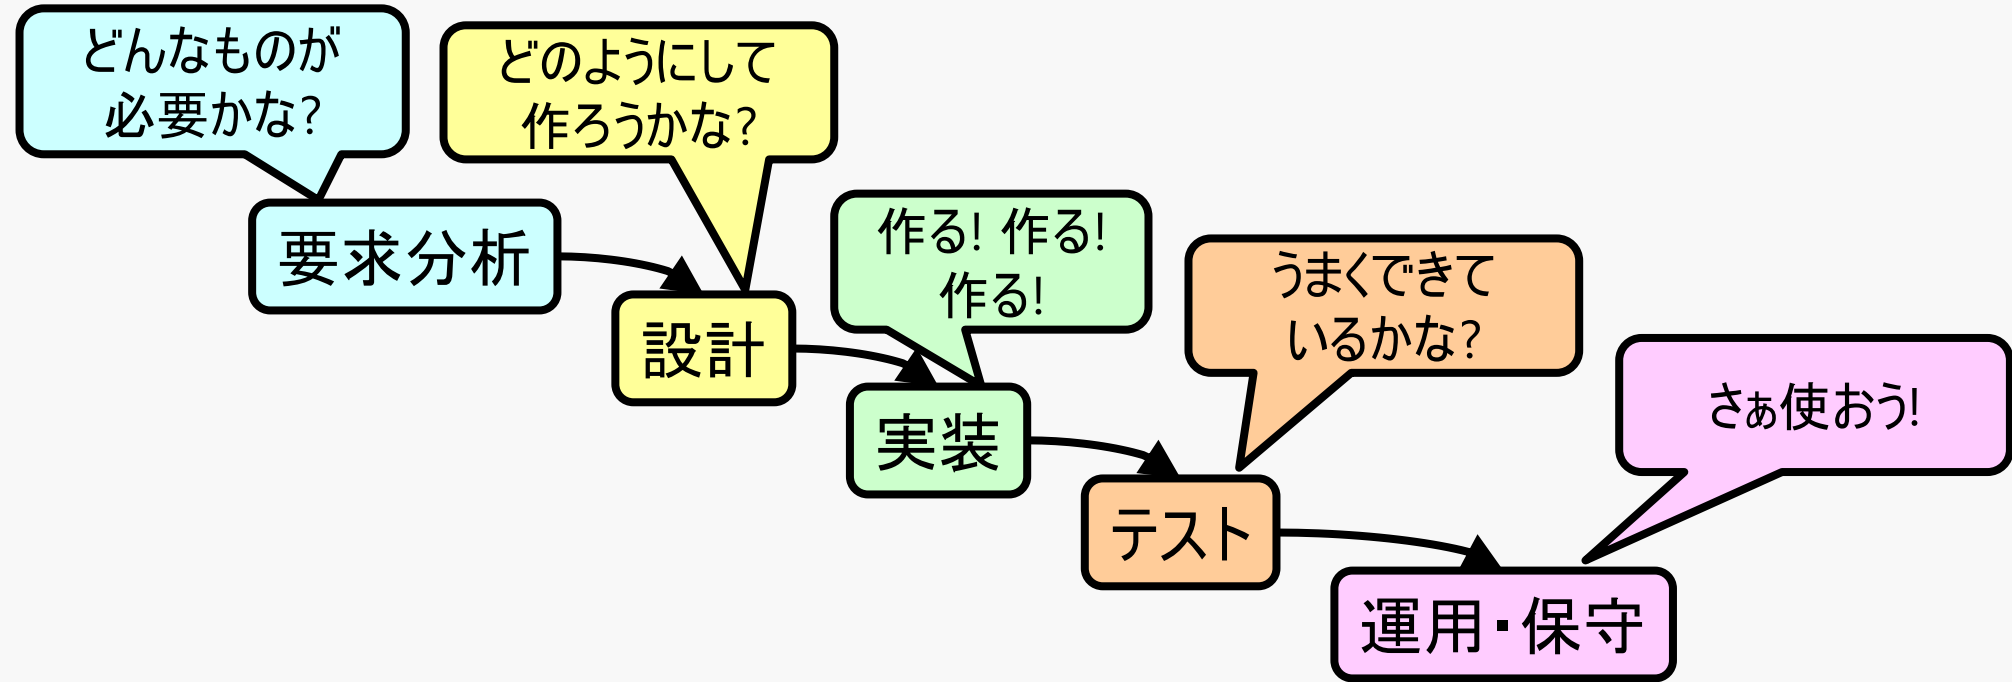 どんなものが
必要かな?
どのようにして
作ろうかな?
要求分析
作る! 作る!
作る!
設計
うまくできて
いるかな?
実装
さぁ使おう!
テスト
運用・保守